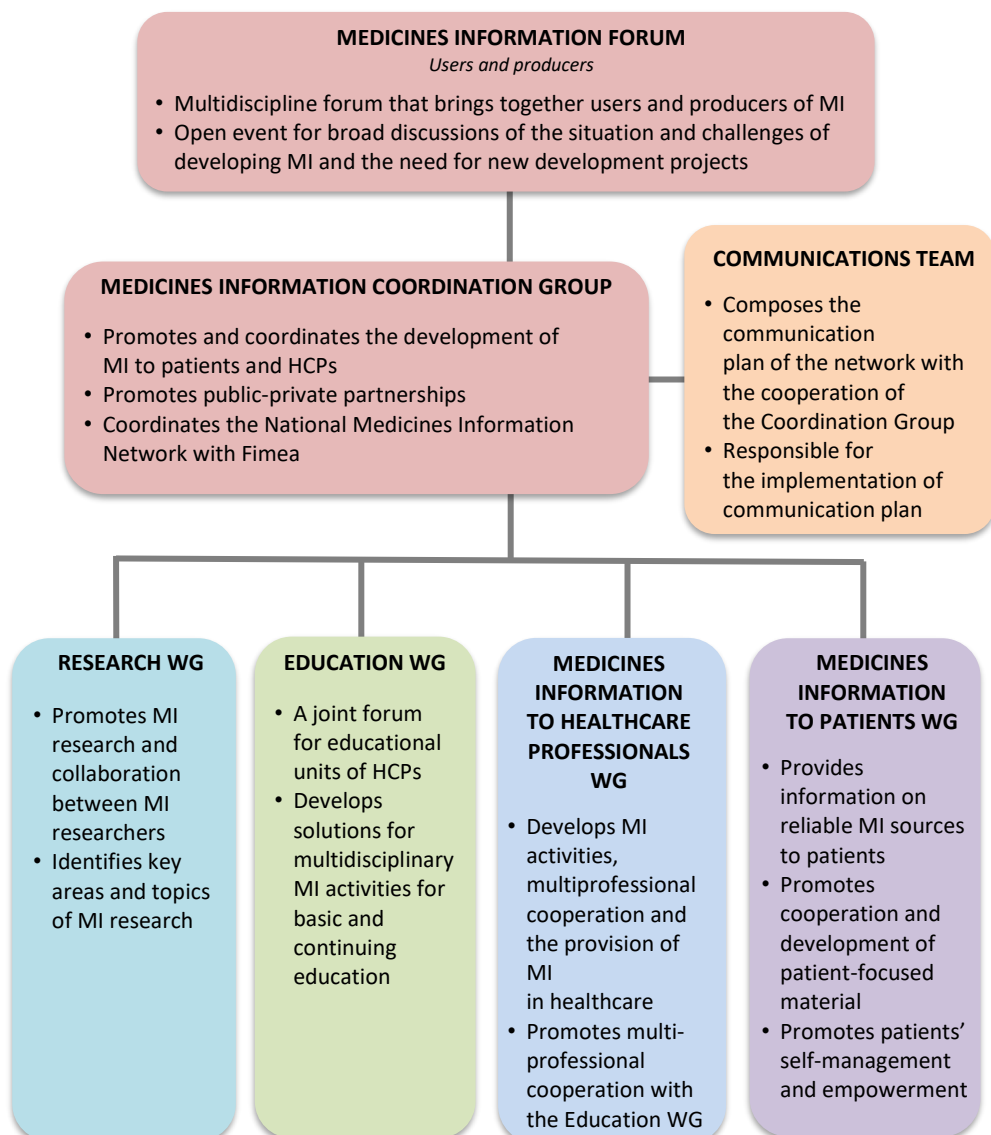 MEDICINES INFORMATION FORUM
Users and producers
• Multidiscipline forum that brings together users and producers of MI
• Open event for broad discussions of the situation and challenges of
developing MI and the need for new development projects
MEDICINES INFORMATION COORDINATION GROUP
• Promotes and coordinates the development of
MI to patients and HCPs
• Promotes public-private partnerships
• Coordinates the National Medicines Information
Network with Fimea
COMMUNICATIONS TEAM
• Composes the
communication
plan of the network with
the cooperation of
the Coordination Group
• Responsible for
the implementation of
communication plan
RESEARCH WG
• Promotes MI
research and
collaboration
between MI
researchers
• Identifies key
areas and topics
of MI research
EDUCATION WG
• A joint forum
for educational
units of HCPs
• Develops
solutions for
multidisciplinary
MI activities for
basic and
continuing
education
MEDICINES
INFORMATION
TO HEALTHCARE
PROFESSIONALS
WG
• Develops MI
activities,
multiprofessional
cooperation and
the provision of
MI
in healthcare
• Promotes multi-
professional
cooperation with
the Education WG
MEDICINES
INFORMATION
TO PATIENTS WG
• Provides
information on
reliable MI sources
to patients
• Promotes
cooperation and
development of
patient-focused
material
• Promotes patients’
self-management
and empowerment